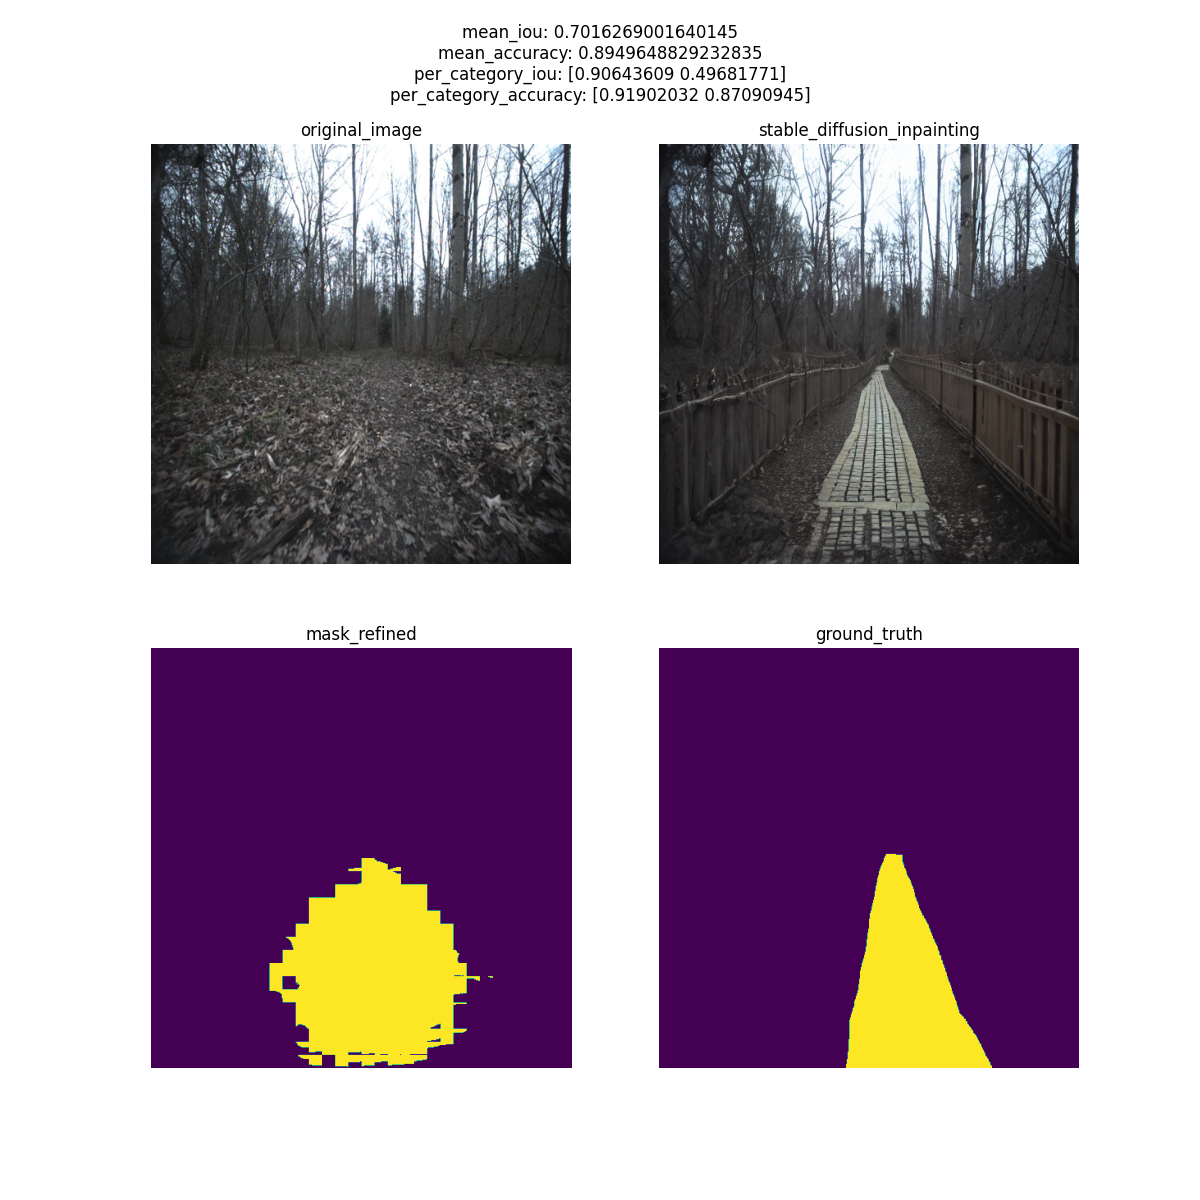 mean_iou: 0.7016269001640145
mean_accuracy: 0.8949648829232835
per_category_iou: [0.90643609 0.49681771]
per_category_accuracy: [0.91902032 0.87090945]
original_image
stable_diffusion_inpainting
mask_refined
ground_truth